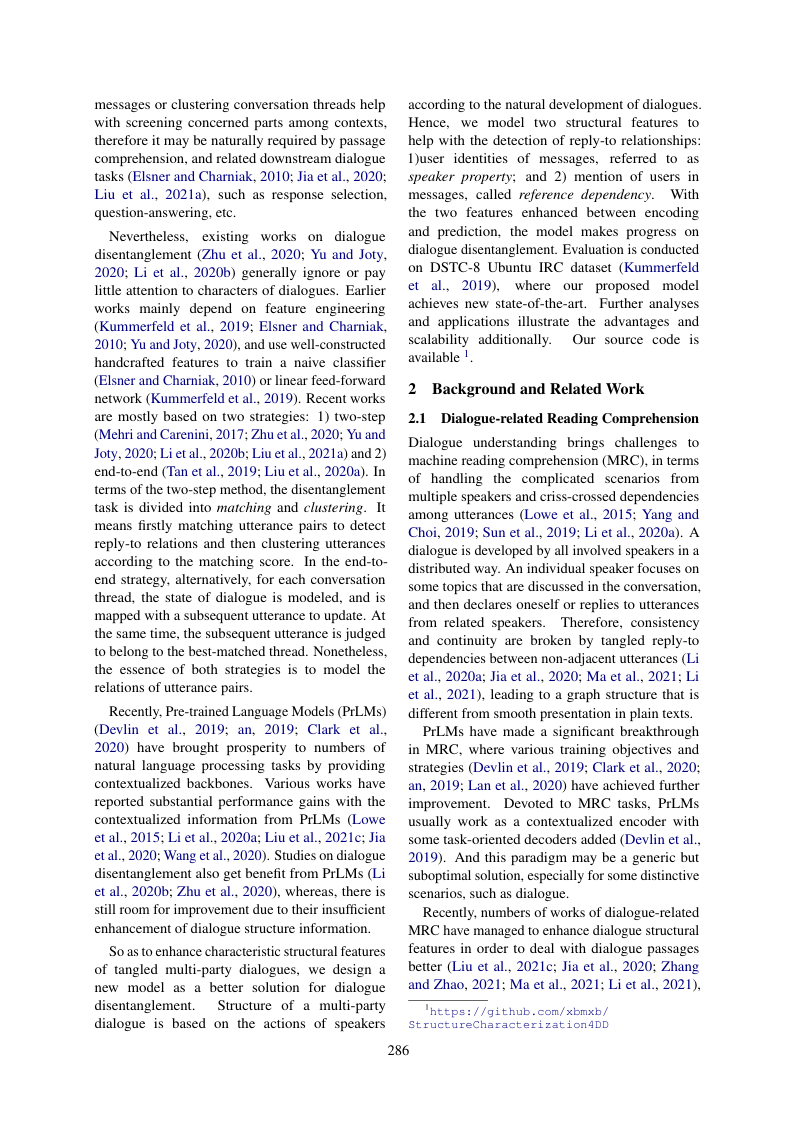 messages or clustering conversation threads help
with screening concerned parts among contexts,
therefore it may be naturally required by passage
comprehension, and related downstream dialogue
tasks (Elsner and Charniak, 2010; Jia et al., 2020;
Liu et al., 2021a), such as response selection,
question-answering, etc.
Nevertheless, existing works on dialogue
disentanglement (Zhu et al., 2020; Yu and Joty,
2020; Li et al., 2020b) generally ignore or pay
little attention to characters of dialogues. Earlier
works mainly depend on feature engineering
(Kummerfeld et al., 2019; Elsner and Charniak,
2010; Yu and Joty, 2020), and use well-constructed
handcrafted features to train a naive classifier
(Elsner and Charniak, 2010) or linear feed-forward
network (Kummerfeld et al., 2019). Recent works
are mostly based on two strategies: 1) two-step
(Mehri and Carenini, 2017; Zhu et al., 2020; Yu and
Joty, 2020; Li et al., 2020b; Liu et al., 2021a) and 2)
end-to-end (Tan et al., 2019; Liu et al., 2020a). In
terms of the two-step method, the disentanglement
task is divided into matching and clustering. It
means firstly matching utterance pairs to detect
reply-to relations and then clustering utterances
according to the matching score. In the end-to-
end strategy, alternatively, for each conversation
thread, the state of dialogue is modeled, and is
mapped with a subsequent utterance to update. At
the same time, the subsequent utterance is judged
to belong to the best-matched thread. Nonetheless,
the essence of both strategies is to model the
relations of utterance pairs.
Recently, Pre-trained Language Models (PrLMs)
(Devlin et al., 2019; an, 2019; Clark et al.,
2020) have brought prosperity to numbers of
natural language processing tasks by providing
contextualized backbones. Various works have
reported substantial performance gains with the
contextualized information from PrLMs (Lowe
et al., 2015; Li et al., 2020a; Liu et al., 2021c; Jia
et al., 2020; Wang et al., 2020). Studies on dialogue
disentanglement also get benefit from PrLMs (Li
et al., 2020b; Zhu et al., 2020), whereas, there is
still room for improvement due to their insufficient
enhancement of dialogue structure information.
So as to enhance characteristic structural features
of tangled multi-party dialogues, we design a
new model as a better solution for dialogue
disentanglement. Structure of a multi-party
dialogue is based on the actions of speakers
according to the natural development of dialogues.
Hence, we model two structural features to
help with the detection of reply-to relationships:
1)user identities of messages, referred to as
speaker property; and 2) mention of users in
messages, called reference dependency. With
the two features enhanced between encoding
and prediction, the model makes progress on
dialogue disentanglement. Evaluation is conducted
on DSTC-8 Ubuntu IRC dataset (Kummerfeld
et al., 2019), where our proposed model
achieves new state-of-the-art. Further analyses
and applications illustrate the advantages and
scalability additionally. Our source code is
available 1.
2 Background and Related Work
2.1 Dialogue-related Reading Comprehension
Dialogue understanding brings challenges to
machine reading comprehension (MRC), in terms
of handling the complicated scenarios from
multiple speakers and criss-crossed dependencies
among utterances (Lowe et al., 2015; Yang and
Choi, 2019; Sun et al., 2019; Li et al., 2020a). A
dialogue is developed by all involved speakers in a
distributed way. An individual speaker focuses on
some topics that are discussed in the conversation,
and then declares oneself or replies to utterances
from related speakers. Therefore, consistency
and continuity are broken by tangled reply-to
dependencies between non-adjacent utterances (Li
et al., 2020a; Jia et al., 2020; Ma et al., 2021; Li
et al., 2021), leading to a graph structure that is
different from smooth presentation in plain texts.
PrLMs have made a significant breakthrough
in MRC, where various training objectives and
strategies (Devlin et al., 2019; Clark et al., 2020;
an, 2019; Lan et al., 2020) have achieved further
improvement. Devoted to MRC tasks, PrLMs
usually work as a contextualized encoder with
some task-oriented decoders added (Devlin et al.,
2019). And this paradigm may be a generic but
suboptimal solution, especially for some distinctive
scenarios, such as dialogue.
Recently, numbers of works of dialogue-related
MRC have managed to enhance dialogue structural
features in order to deal with dialogue passages
better (Liu et al., 2021c; Jia et al., 2020; Zhang
and Zhao, 2021; Ma et al., 2021; Li et al., 2021),
1https://github.com/xbmxb/
StructureCharacterization4DD
286